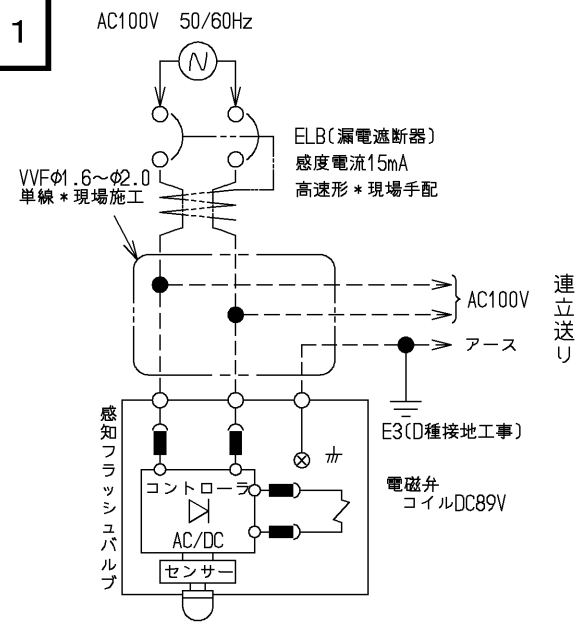 1
AC100V 50/60Hz
ELB(漏電遮断器)
感度電流15mA
高速形*現場手配
VVFφ1.6～φ2.0
単線*現場施工
AC100V
アース
連立送り
E3(D種接地工事)
感知フラッシュバルブ
コントローラ
AC/DC
センサー
電磁弁
コイルDC89V